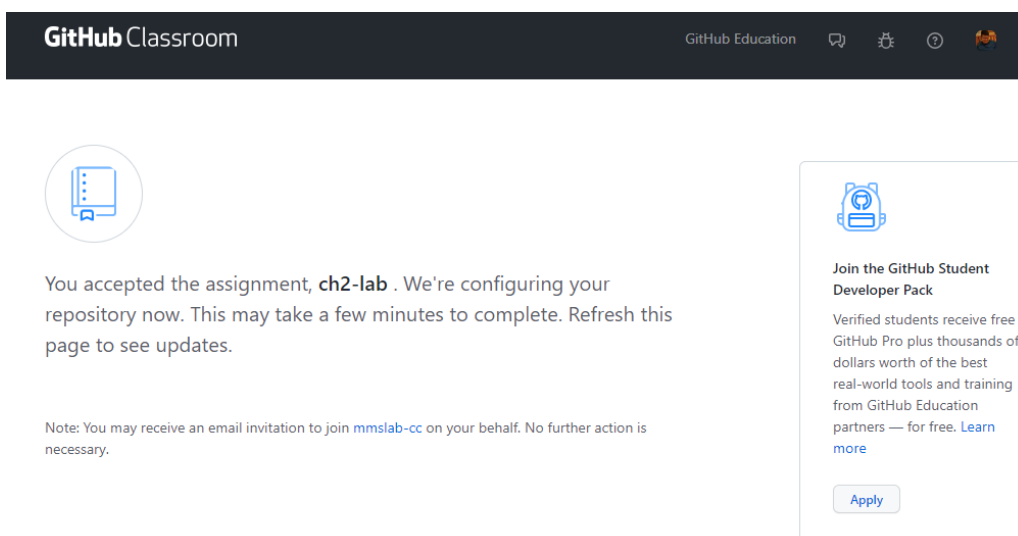 GitHub Classroom
GitHub Education
You accepted the assignment, ch2-lab . We're configuring your
repository now. This may take a few minutes to complete. Refresh this
page to see updates.
Note: You may receive an email invitation to join mmslab-cc on your behalf. No further action is
necessary.
Join the GitHub Student
Developer Pack
Verified students receive free
GitHub Pro plus thousands of
dollars worth of the best
real-world tools and training
from GitHub Education
partners — for free. Learn
more
Apply